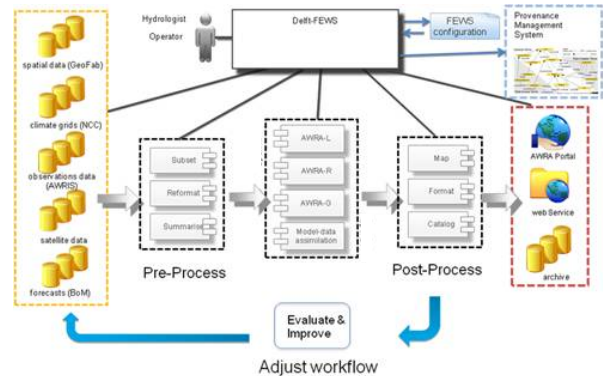 Hydrologist
Operator
Delft-FEWS
FEWS
configuration
Provenance
Management
System
spatial data (GeoFab)
climate grids (NCC)
observations data
(AWRIS)
satellite data
forecasts (BoM)
Subset
Reformat
Summarise
Pre-Process
AWRA-L
AWRA-R
AWRA-G
Model-data
assimilation
Map
Format
Catalog
Post-Process
AWRA Portal
web Service
archive
Evaluate &
Improve
Adjust workflow